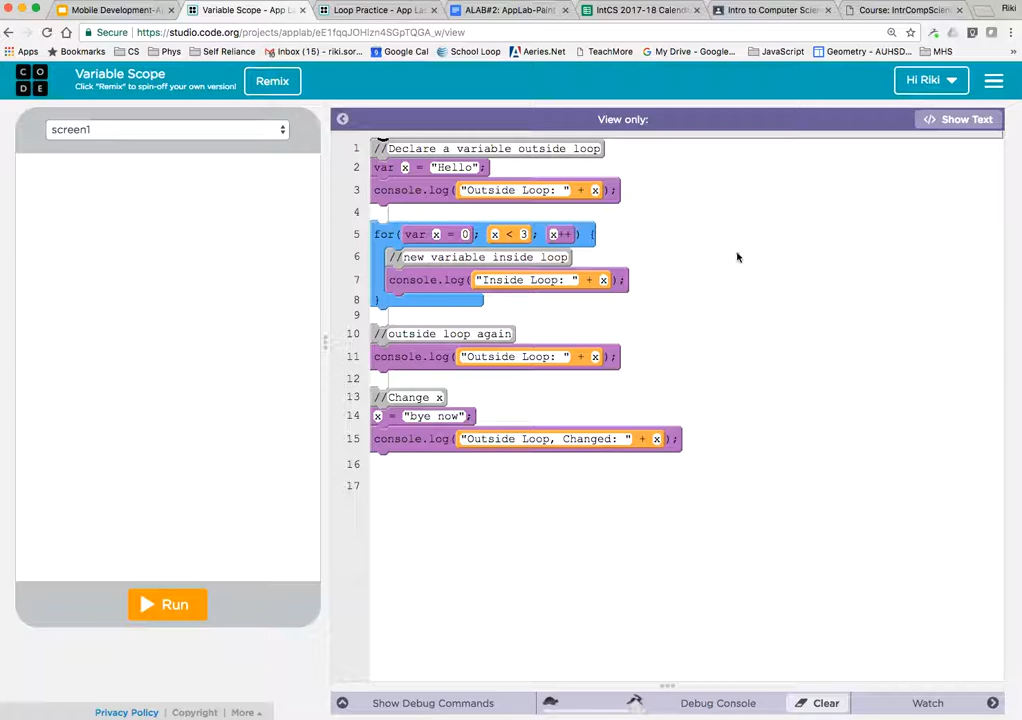 Mobile Development-A
Variable Scope - App La
Loop Practice - App Las
ALAB#2: AppLab-Pain
IntCS 2017-18 Calend
Intro to Computer Scien
Course: IntrCompScien
Riki
Secure https://studio.code.org/projects/applab/eE1fqqJOHIzn4SGpTQGA_w/view
Apps Bookmarks CS Phys Self Reliance Inbox (15) - riki.sor... Google Cal School Loop Aeries.Net TeachMore My Drive - Google... JavaScript Geometry - AUHSD... MHS
C O D E
Variable Scope
Click "Remix" to spin-off your own version!
Remix
Hi Riki
screen1
View only:
</> Show Text
1 //Declare a variable outside loop
2 var x = "Hello";
3 console.log("Outside Loop: " + x);
4
5 for(var x = 0; x < 3; x++) {
6 //new variable inside loop
7 console.log("Inside Loop: " + x);
8 }
9
10 //outside loop again
11 console.log("Outside Loop: " + x);
12
13 //Change x
14 x = "bye now";
15 console.log("Outside Loop, Changed: " + x);
16
17
Run
Show Debug Commands
Debug Console
Clear
Watch
Privacy Policy | Copyright | More